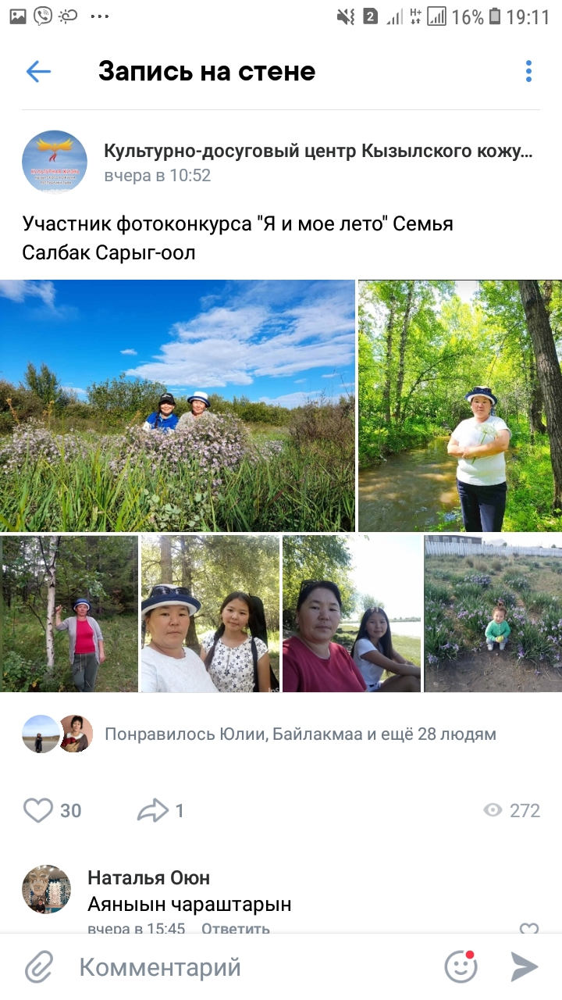 2 H+ 16% 19:11
Запись на стене
Культурно-досуговый центр Кызылского кожу...
вчера в 10:52
Участник фотоконкурса "Я и мое лето" Семья
Салбак Сарыг-оол
Понравилось Юлии, Байлакмаа и ещё 28 людям
30 1 272
Наталья Оюн
Аяныын чараштарын
вчера в 15:45 Ответить
Комментарий